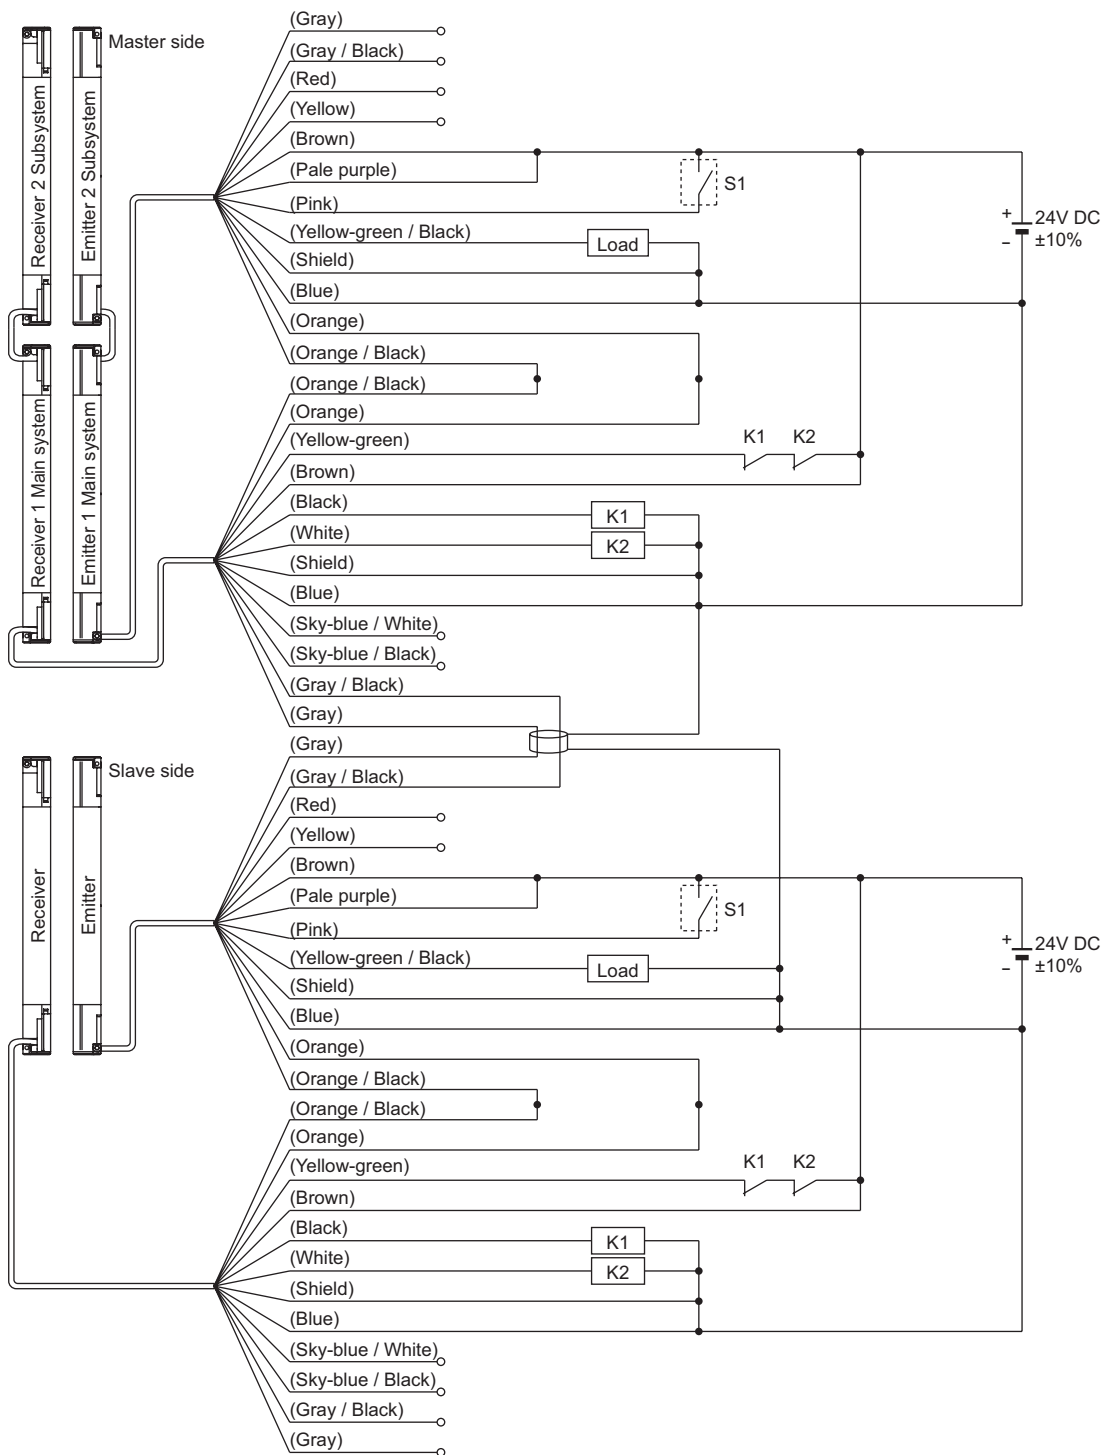 Master side
Receiver 2 Subsystem
Emitter 2 Subsystem
Receiver 1 Main system
Emitter 1 Main system
(Gray)
(Gray / Black)
(Red)
(Yellow)
(Brown)
(Pale purple)
(Pink)
S1
(Yellow-green / Black)
Load
(Shield)
(Blue)
+
24V DC
–
±10%
(Orange)
(Orange / Black)
(Orange / Black)
(Orange)
(Yellow-green)
K1
K2
(Brown)
(Black)
K1
(White)
K2
(Shield)
(Blue)
(Sky-blue / White)
(Sky-blue / Black)
(Gray / Black)
(Gray)
Slave side
Receiver
Emitter
(Gray)
(Gray / Black)
(Red)
(Yellow)
(Brown)
(Pale purple)
(Pink)
S1
(Yellow-green / Black)
Load
(Shield)
(Blue)
+
24V DC
–
±10%
(Orange)
(Orange / Black)
(Orange / Black)
(Orange)
(Yellow-green)
K1
K2
(Brown)
(Black)
K1
(White)
K2
(Shield)
(Blue)
(Sky-blue / White)
(Sky-blue / Black)
(Gray / Black)
(Gray)